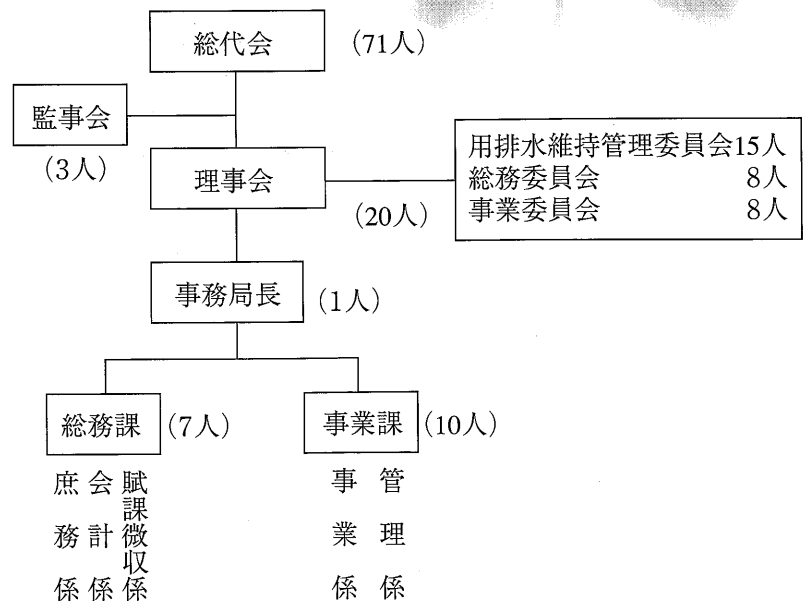 総代会 (71人)
監事会
(3人)
理事会
(20人)
用排水維持管理委員会15人
総務委員会 8人
事業委員会 8人
事務局長 (1人)
総務課 (7人)
事業課 (10人)
庶務係
会計係
賦課微収係
事業係
管理係